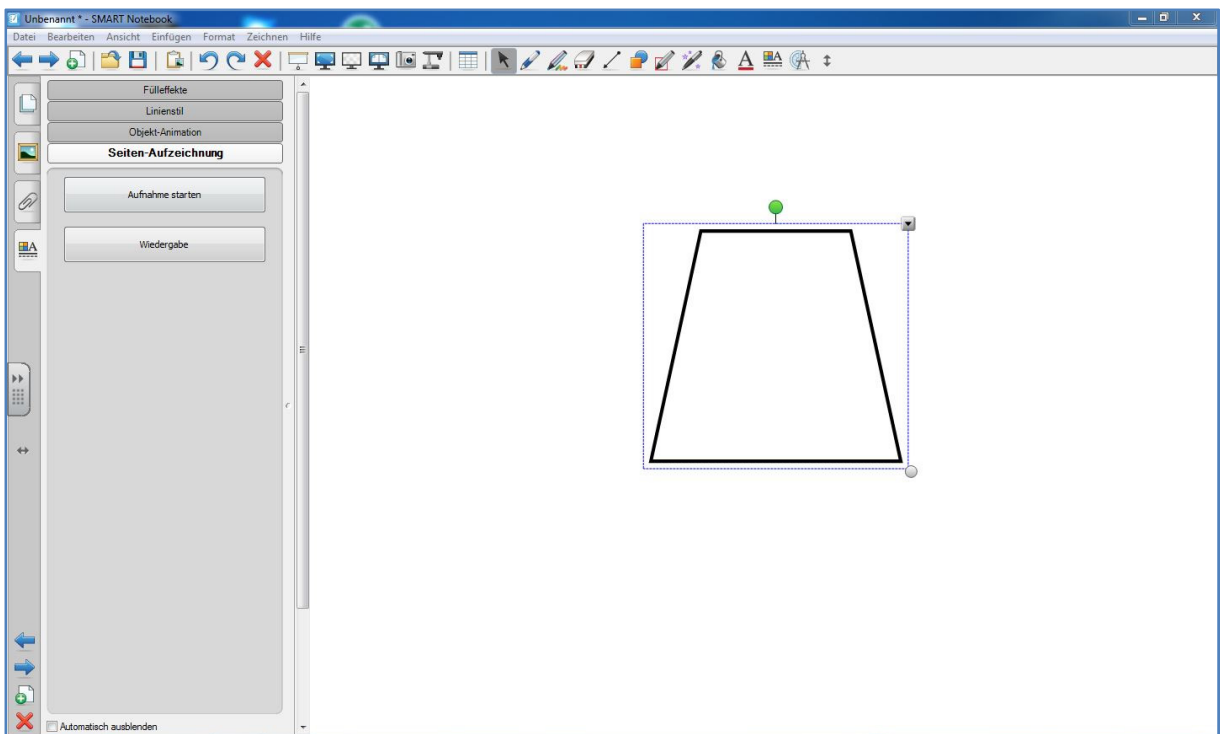 Unbenannt * - SMART Notebook
Datei Bearbeiten Ansicht Einfügen Format Zeichnen Hilfe
Fülleffekte
Linienstil
Objekt-Animation
Seiten-Aufzeichnung
Aufnahme starten
Wiedergabe
Automatisch ausblenden